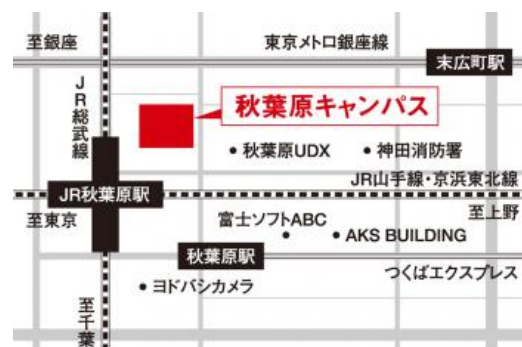 至銀座
東京メトロ銀座線
末広町駅
JR総武線
秋葉原キャンパス
秋葉原UDX
神田消防署
JR山手線・京浜東北線
JR秋葉原駅
至東京
至上野
富士ソフトABC
AKS BUILDING
秋葉原駅
つくばエクスプレス
ヨドバシカメラ
至千葉